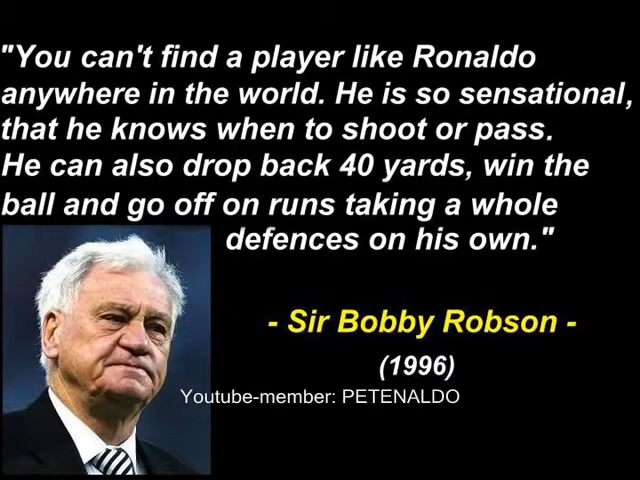 "You can't find a player like Ronaldo
anywhere in the world. He is so sensational,
that he knows when to shoot or pass.
He can also drop back 40 yards, win the
ball and go off on runs taking a whole
defences on his own."
- Sir Bobby Robson -
(1996)
Youtube-member: PETENALDO